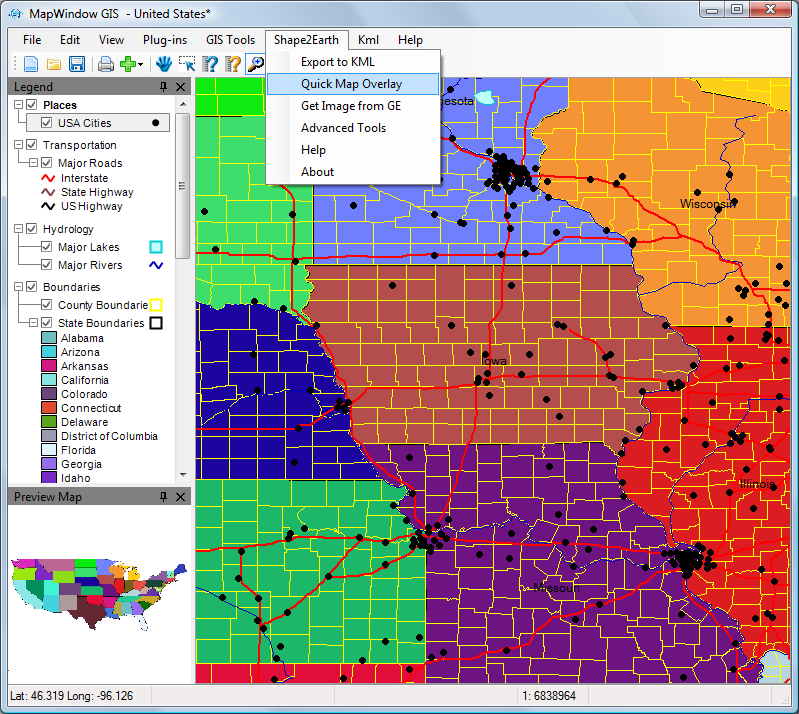 MapWindow GIS - United States*
File Edit View Plug-ins GIS Tools Shape2Earth Kml Help
Export to KML
Quick Map Overlay
Get Image from GE
Advanced Tools
Help
About
Legend
Places
USA Cities
Transportation
Major Roads
Interstate
State Highway
US Highway
Hydrology
Major Lakes
Major Rivers
Boundaries
County Boundarie
State Boundaries
Alabama
Arizona
Arkansas
California
Colorado
Connecticut
Delaware
District of Columbia
Florida
Georgia
Idaho
Preview Map
esota
Wisconsin
Iowa
Illinois
Missouri
Lat: 46.319 Long: -96.126
1: 6838964